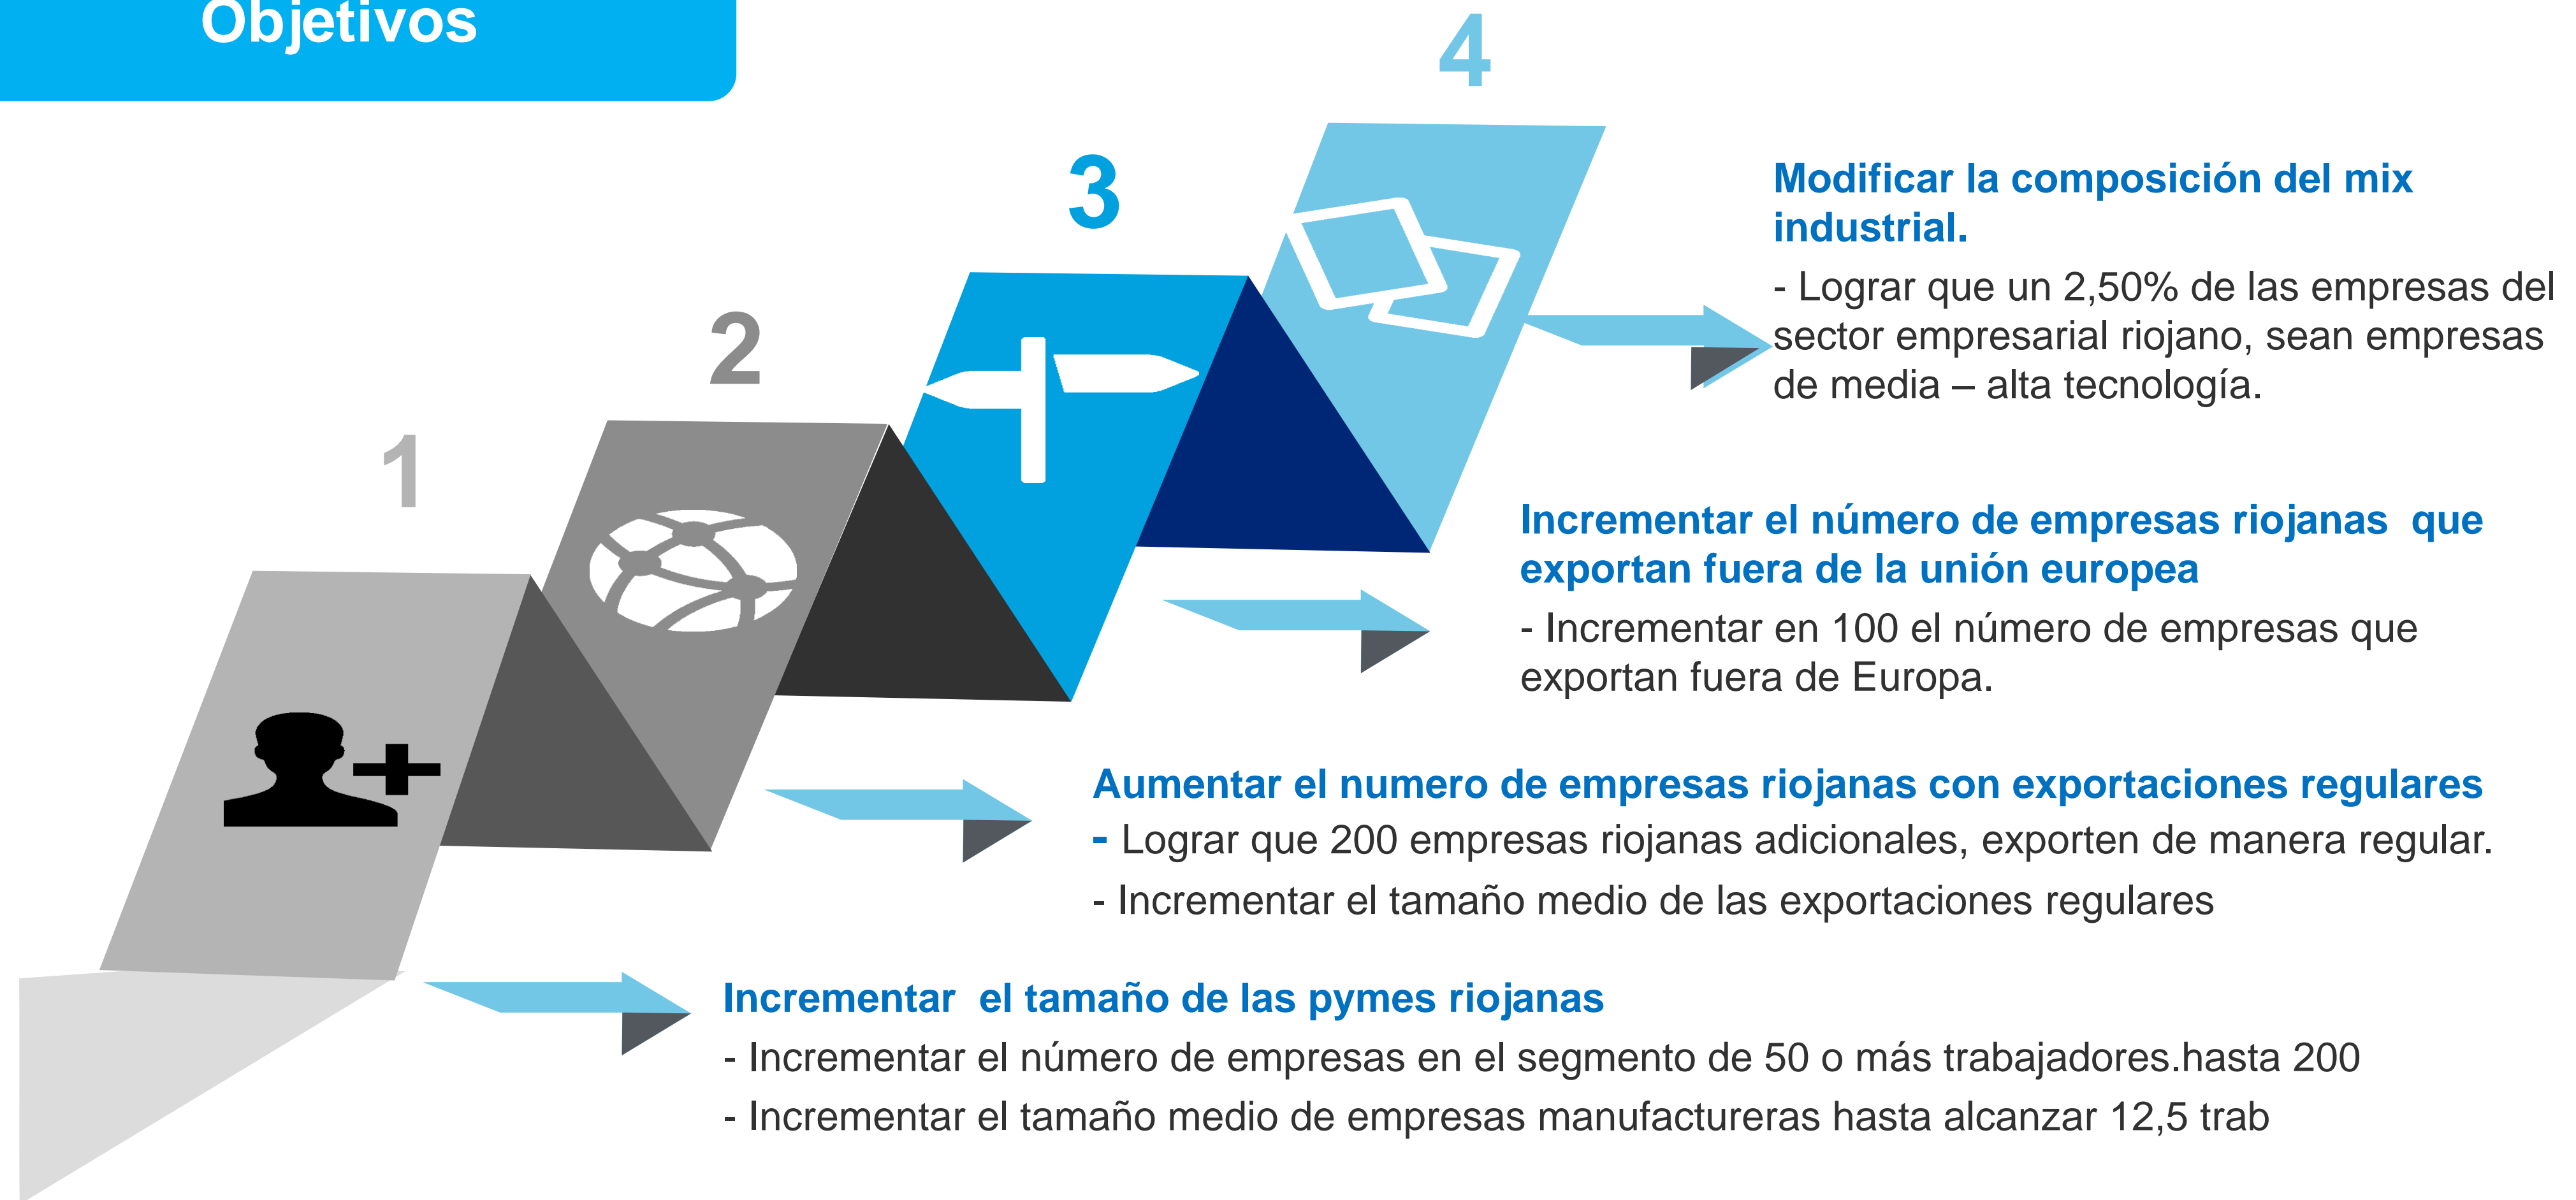 Objetivos
4
3
2
1
Modificar la composición del mix
industrial.
- Lograr que un 2,50% de las empresas del
sector empresarial riojano, sean empresas
de media – alta tecnología.
Incrementar el número de empresas riojanas  que
exportan fuera de la unión europea
- Incrementar en 100 el número de empresas que
exportan fuera de Europa.
Aumentar el numero de empresas riojanas con exportaciones regulares
- Lograr que 200 empresas riojanas adicionales, exporten de manera regular.
- Incrementar el tamaño medio de las exportaciones regulares
Incrementar  el tamaño de las pymes riojanas
- Incrementar el número de empresas en el segmento de 50 o más trabajadores.hasta 200
- Incrementar el tamaño medio de empresas manufactureras hasta alcanzar 12,5 trab